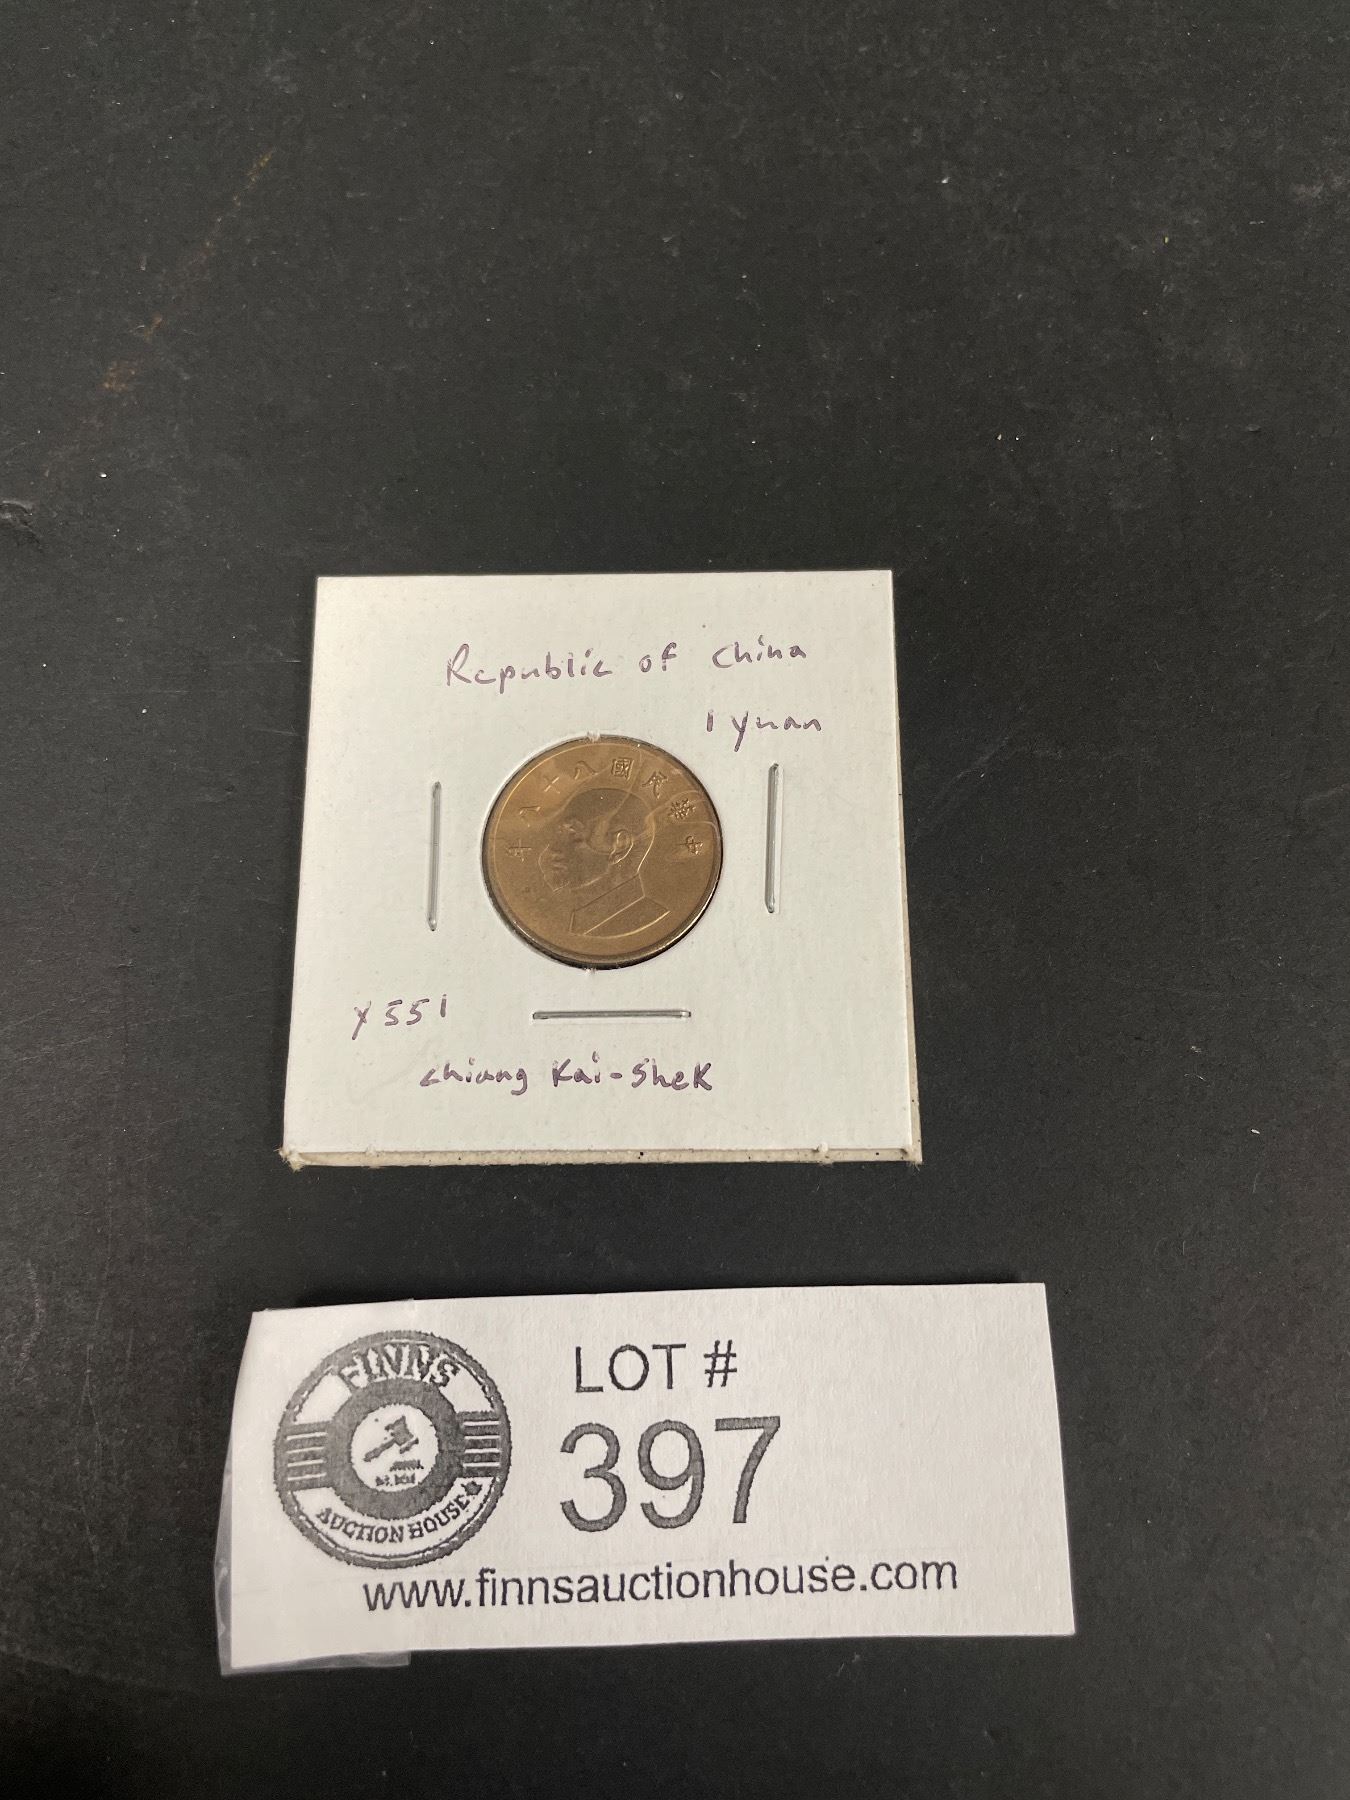 Republic of China
1 yuan
年八十八國民華中
Y 551
Chiang Kai-Shek
FINNS
AUCTION HOUSE
LOT #
397
www.finnsauctionhouse.com